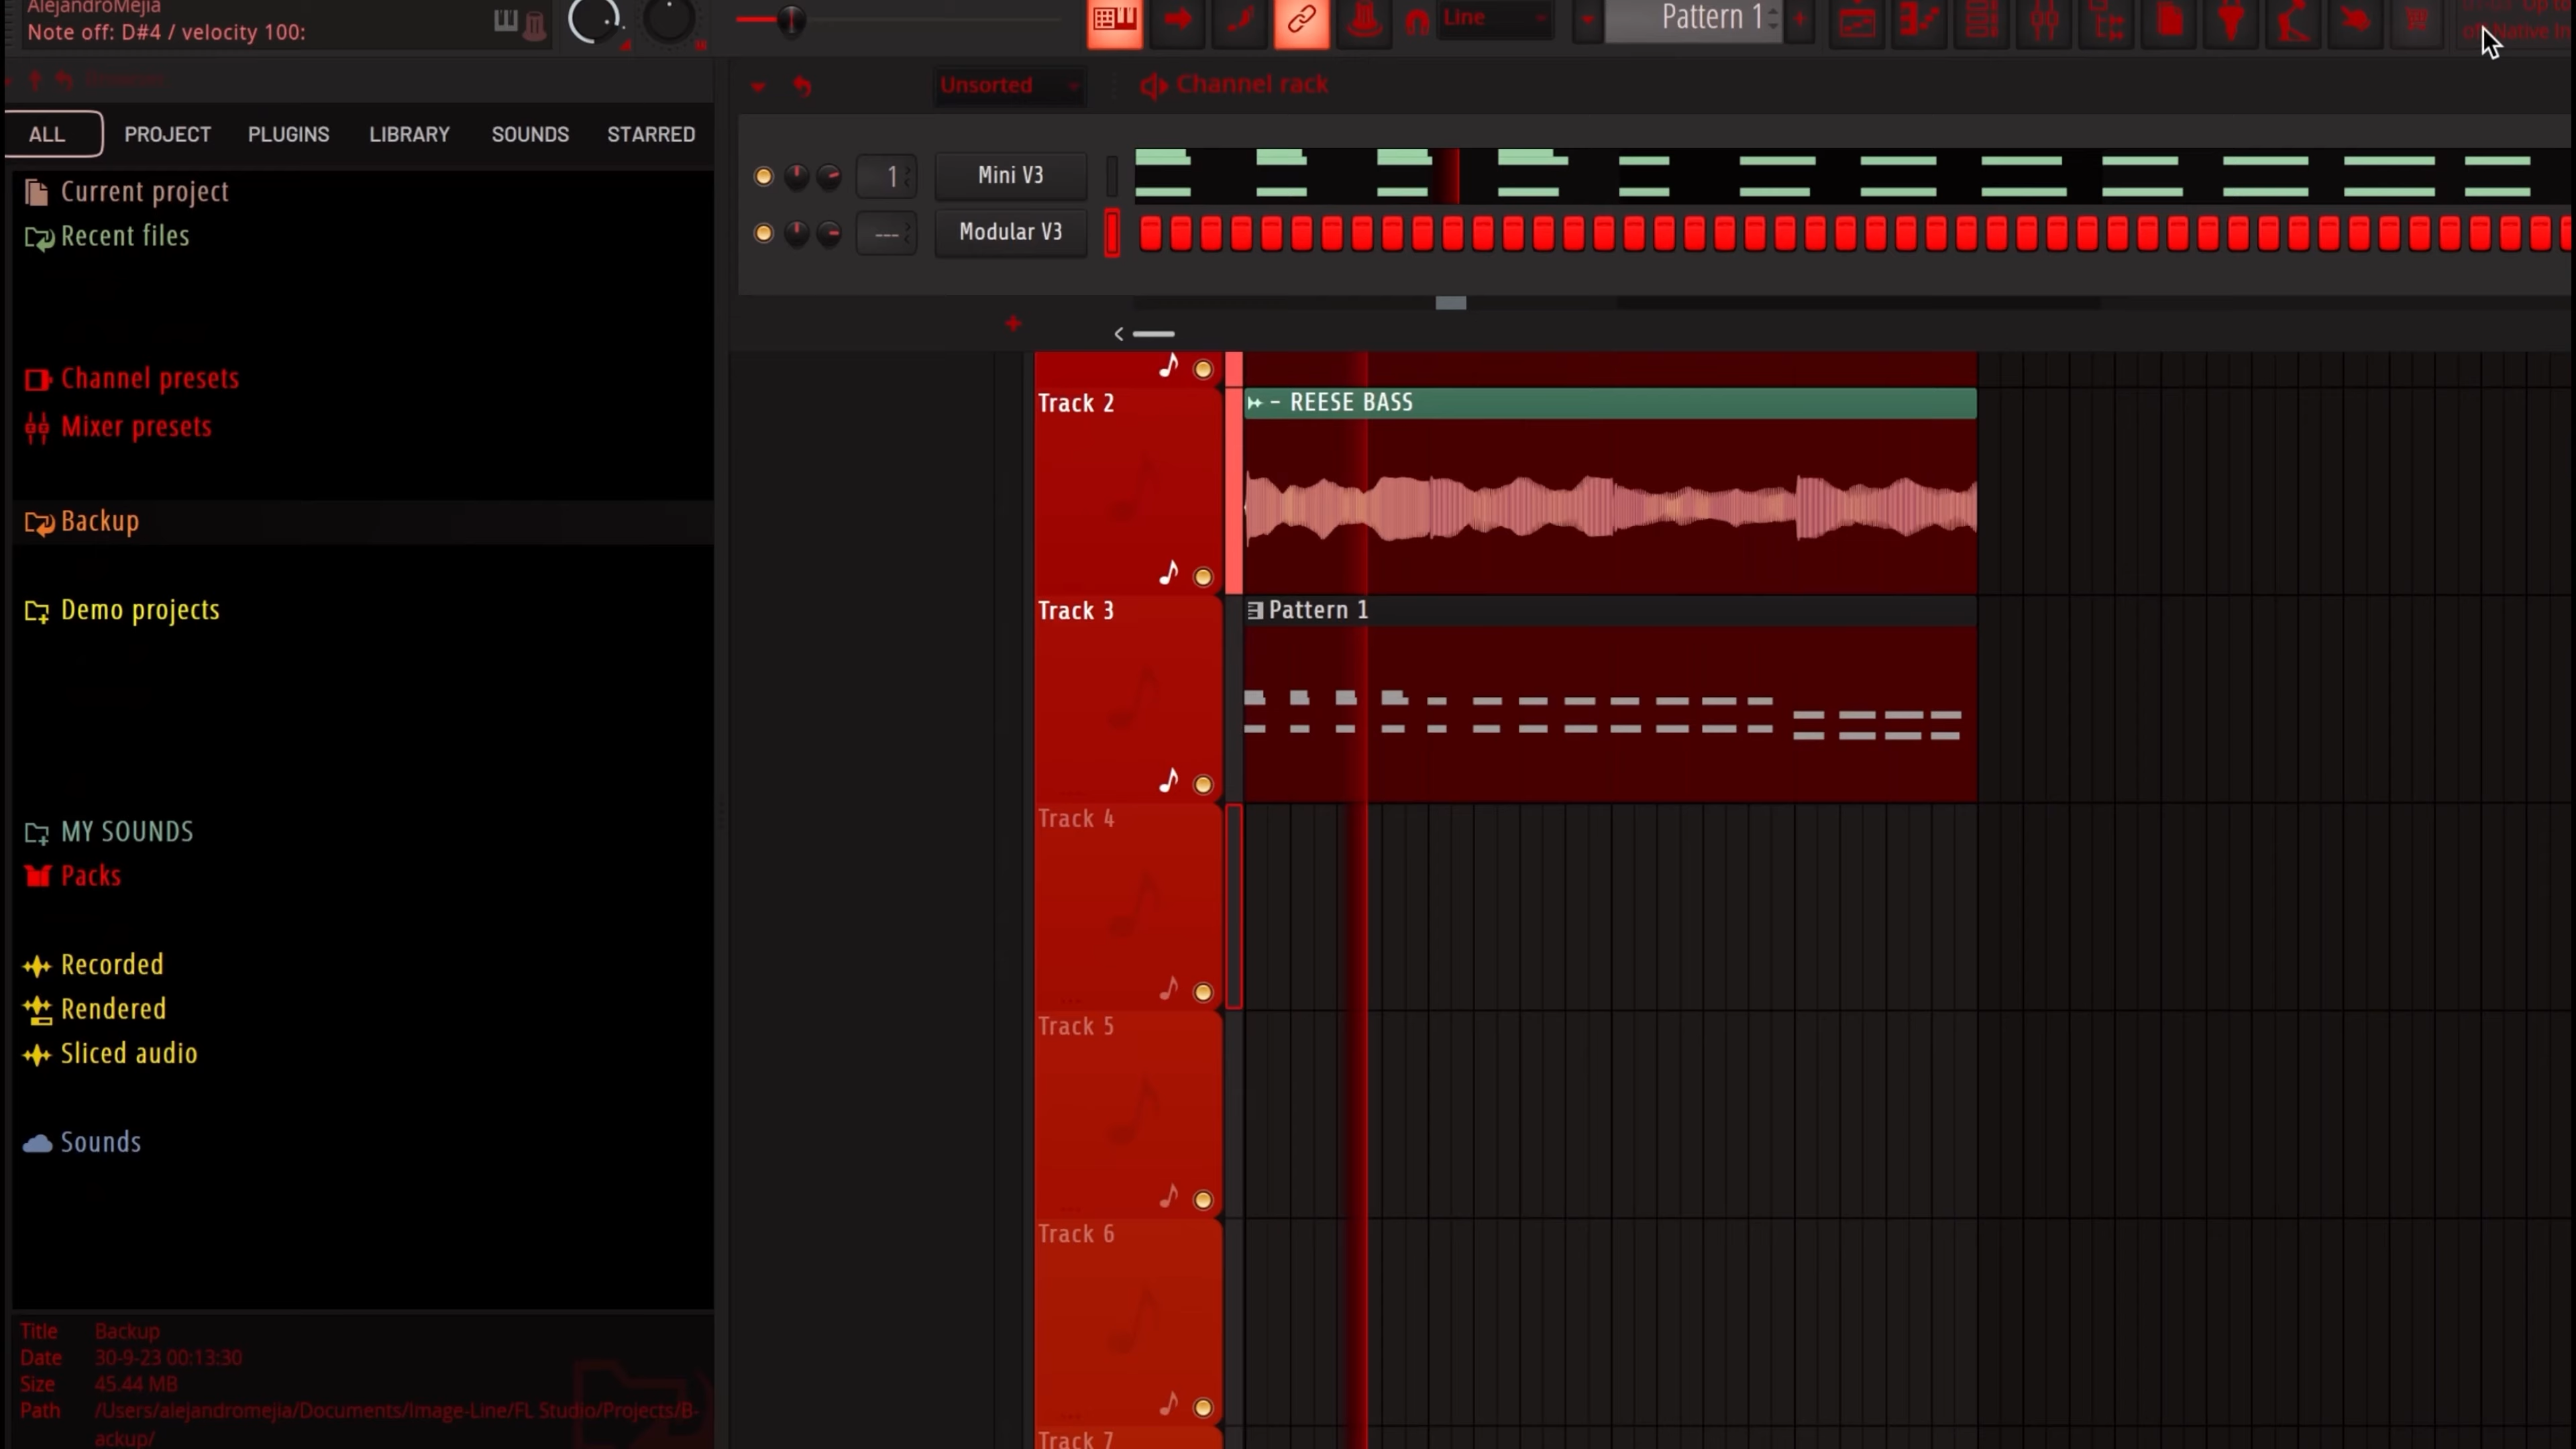 AlejandroMejia
Note off: D#4 / velocity 100:
Line
Pattern 1
Unsorted
Channel rack
ALL PROJECT PLUGINS LIBRARY SOUNDS STARRED
1 Mini V3
--- Modular V3
Current project
Recent files
Channel presets
Mixer presets
Backup
Demo projects
MY SOUNDS
Packs
Recorded
Rendered
Sliced audio
Sounds
Track 2
- REESE BASS
Track 3
Pattern 1
Track 4
Track 5
Track 6
Track 7
Title Backup
Date 30-9-23 00:13:30
Size 45.44 MB
Path /Users/alejandromejia/Documents/Image-Line/FL Studio/Projects/B-
ackup/